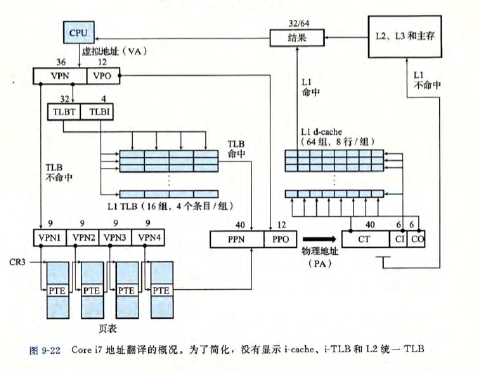 CPU
虚拟地址（VA）
32/64
结果
L2、L3 和主存
36 12
VPN VPO
L1
命中
L1
不命中
32 4
TLBT TLBI
TLB
不命中
TLB
命中
L1 d-cache
（64 组，8 行/组）
L1 TLB（16 组，4 个条目/组）
9 9 9 9
VPN1 VPN2 VPN3 VPN4
40 12
PPN PPO
物理地址
（PA）
40 6 6
CT CI CO
CR3
PTE PTE PTE PTE
页表
图 9-22 Core i7 地址翻译的概况。为了简化，没有显示 i-cache、i-TLB 和 L2 统一 TLB